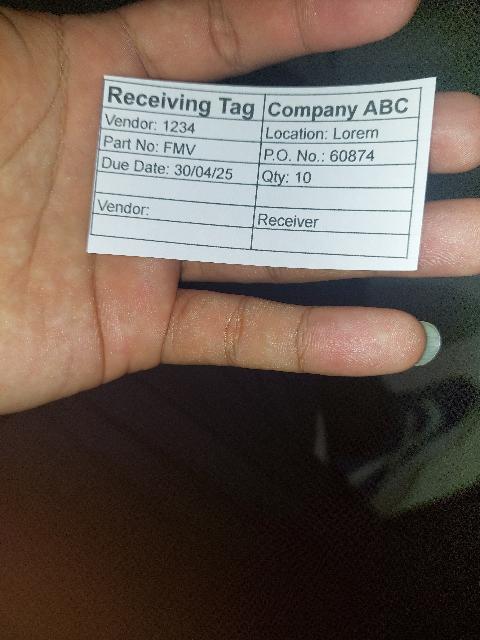 Receiving Tag Company ABC
Vendor: 1234 Location: Lorem
Part No: FMV P.O. No.: 60874
Due Date: 30/04/25 Qty: 10
Vendor: Receiver